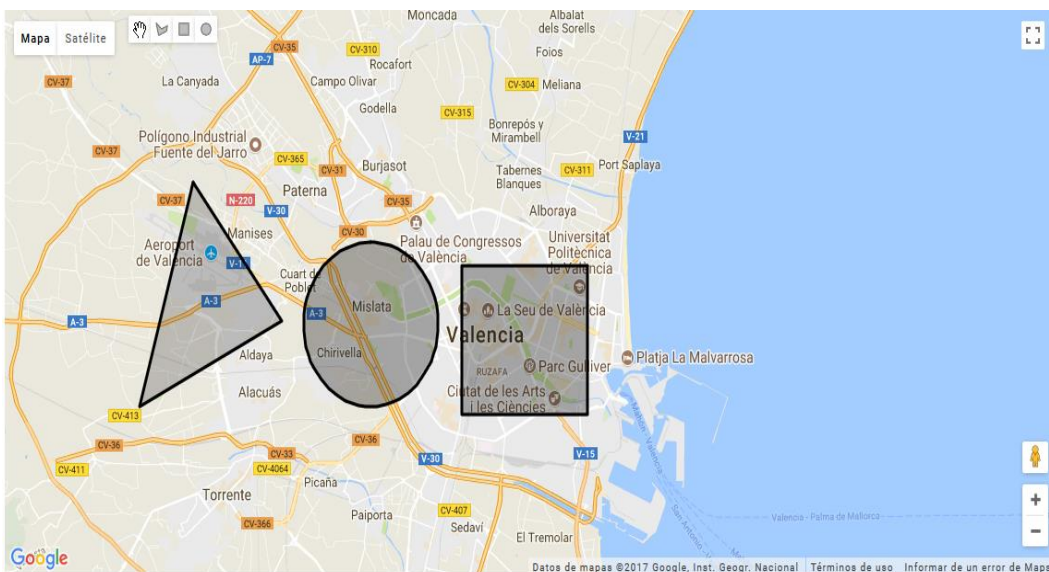 Mapa Satélite
Moncada
Albalat
dels Sorells
CV-35
CV-310
AP-7
Rocafort
Foios
CV-37
La Canyada
Campo Olivar
CV-304
Meliana
Godella
CV-315
Bonrepós y
Mirambell
V-21
Polígono Industrial
Fuente del Jarro
CV-37
CV-365
CV-31
Burjasot
Tabernes
Blanques
CV-311
Port Saplaya
Paterna
CV-37
N-220
CV-35
V-30
Alboraya
Manises
CV-30
Palau de Congressos
de València
Universitat
Politècnica
de València
Aeroport
de València
V-1
Cuart de
Poblet
A-3
Mislata
La Seu de València
A-3
A-3
Valencia
Aldaya
Chirivella
Platja La Malvarrosa
RUZAFA
Parc Gulliver
Alacuás
Ciutat de les Arts
i les Ciències
CV-413
CV-36
CV-36
CV-33
V-30
V-15
CV-411
CV-4064
Picaña
Torrente
CV-407
Paiporta
CV-366
Sedaví
Valencia - Palma de Mallorca
El Tremolar
Google
Datos de mapas ©2017 Google, Inst. Geogr. Nacional Términos de uso Informar de un error de Maps